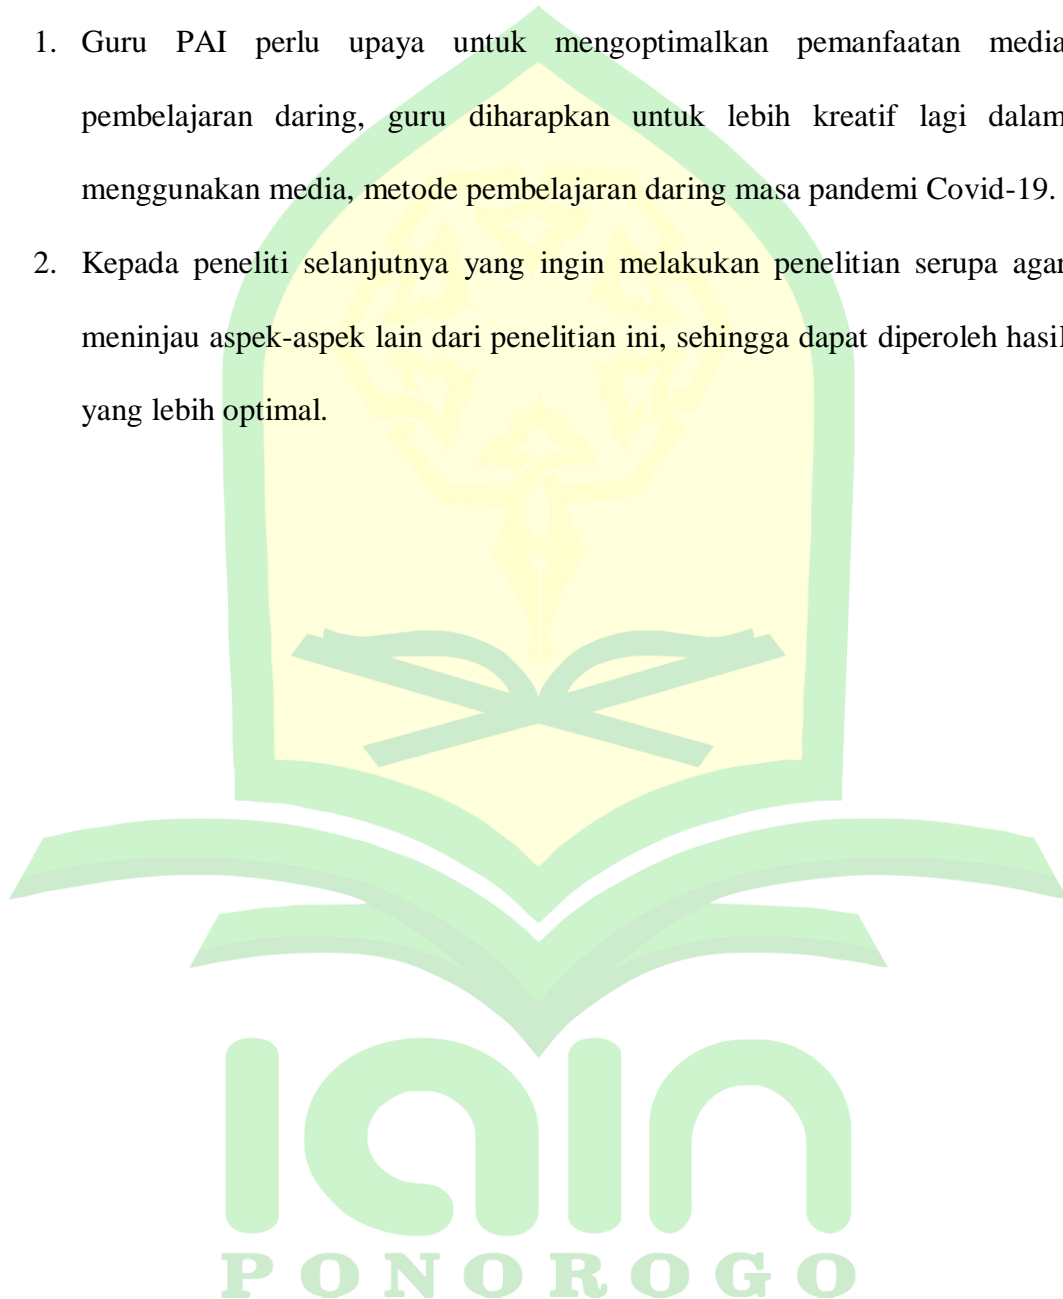 1. Guru PAI perlu upaya untuk mengoptimalkan pemanfaatan media
pembelajaran daring, guru diharapkan untuk lebih kreatif lagi dalam
menggunakan media, metode pembelajaran daring masa pandemi Covid-19.
2. Kepada peneliti selanjutnya yang ingin melakukan penelitian serupa agar
meninjau aspek-aspek lain dari penelitian ini, sehingga dapat diperoleh hasil
yang lebih optimal.
IAIN
PONOROGO